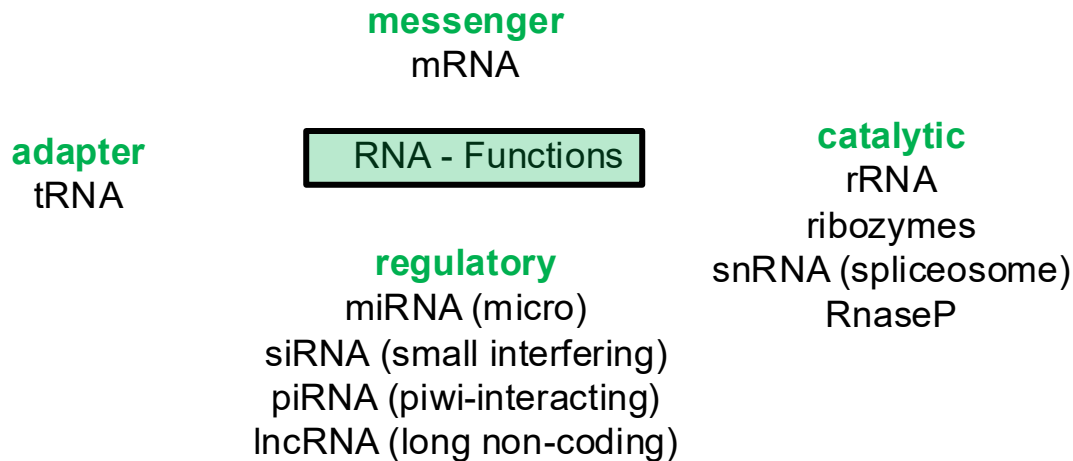 messenger
mRNA
adapter
tRNA
RNA - Functions
catalytic
rRNA
ribozymes
snRNA (spliceosome)
RnaseP
regulatory
miRNA (micro)
siRNA (small interfering)
piRNA (piwi-interacting)
lncRNA (long non-coding)